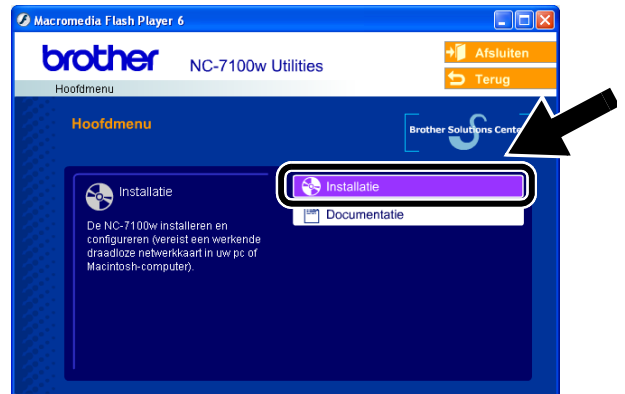 Macromedia Flash Player 6
brother
NC-7100w Utilities
Afsluiten
Terug
Hoofdmenu
Hoofdmenu
Brother Solutions Cente
Installatie
Installatie
Documentatie
De NC-7100w installeren en
configureren (vereist een werkende
draadloze netwerkkaart in uw pc of
Macintosh-computer).